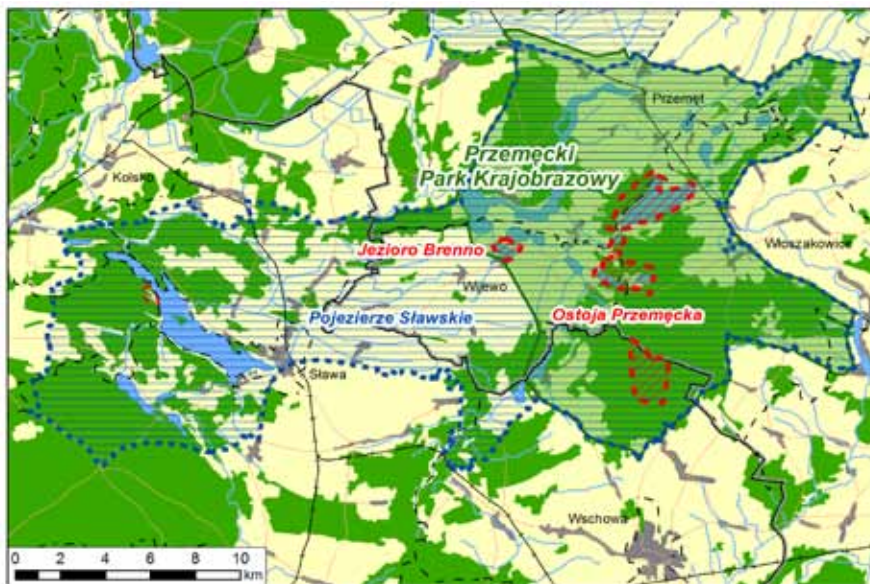 Przemęt
Przemęcki
Park Krajobrazowy
Kolsko
Jezioro Brenno
Włoszakowice
Wijewo
Pojezierze Sławskie
Ostoja Przemęcka
Sława
Wschowa
0 2 4 6 8 10
km